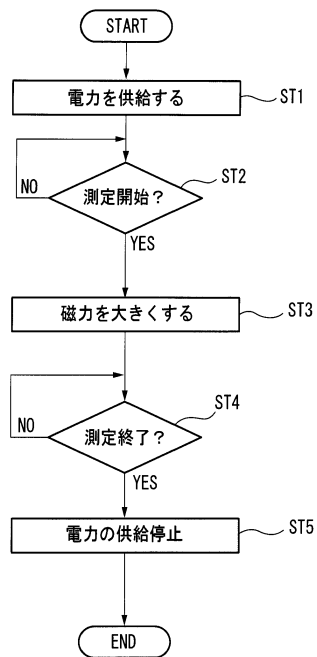 START
電力を供給する
ST1
測定開始?
ST2
NO
YES
磁力を大きくする
ST3
測定終了?
ST4
NO
YES
電力の供給停止
ST5
END